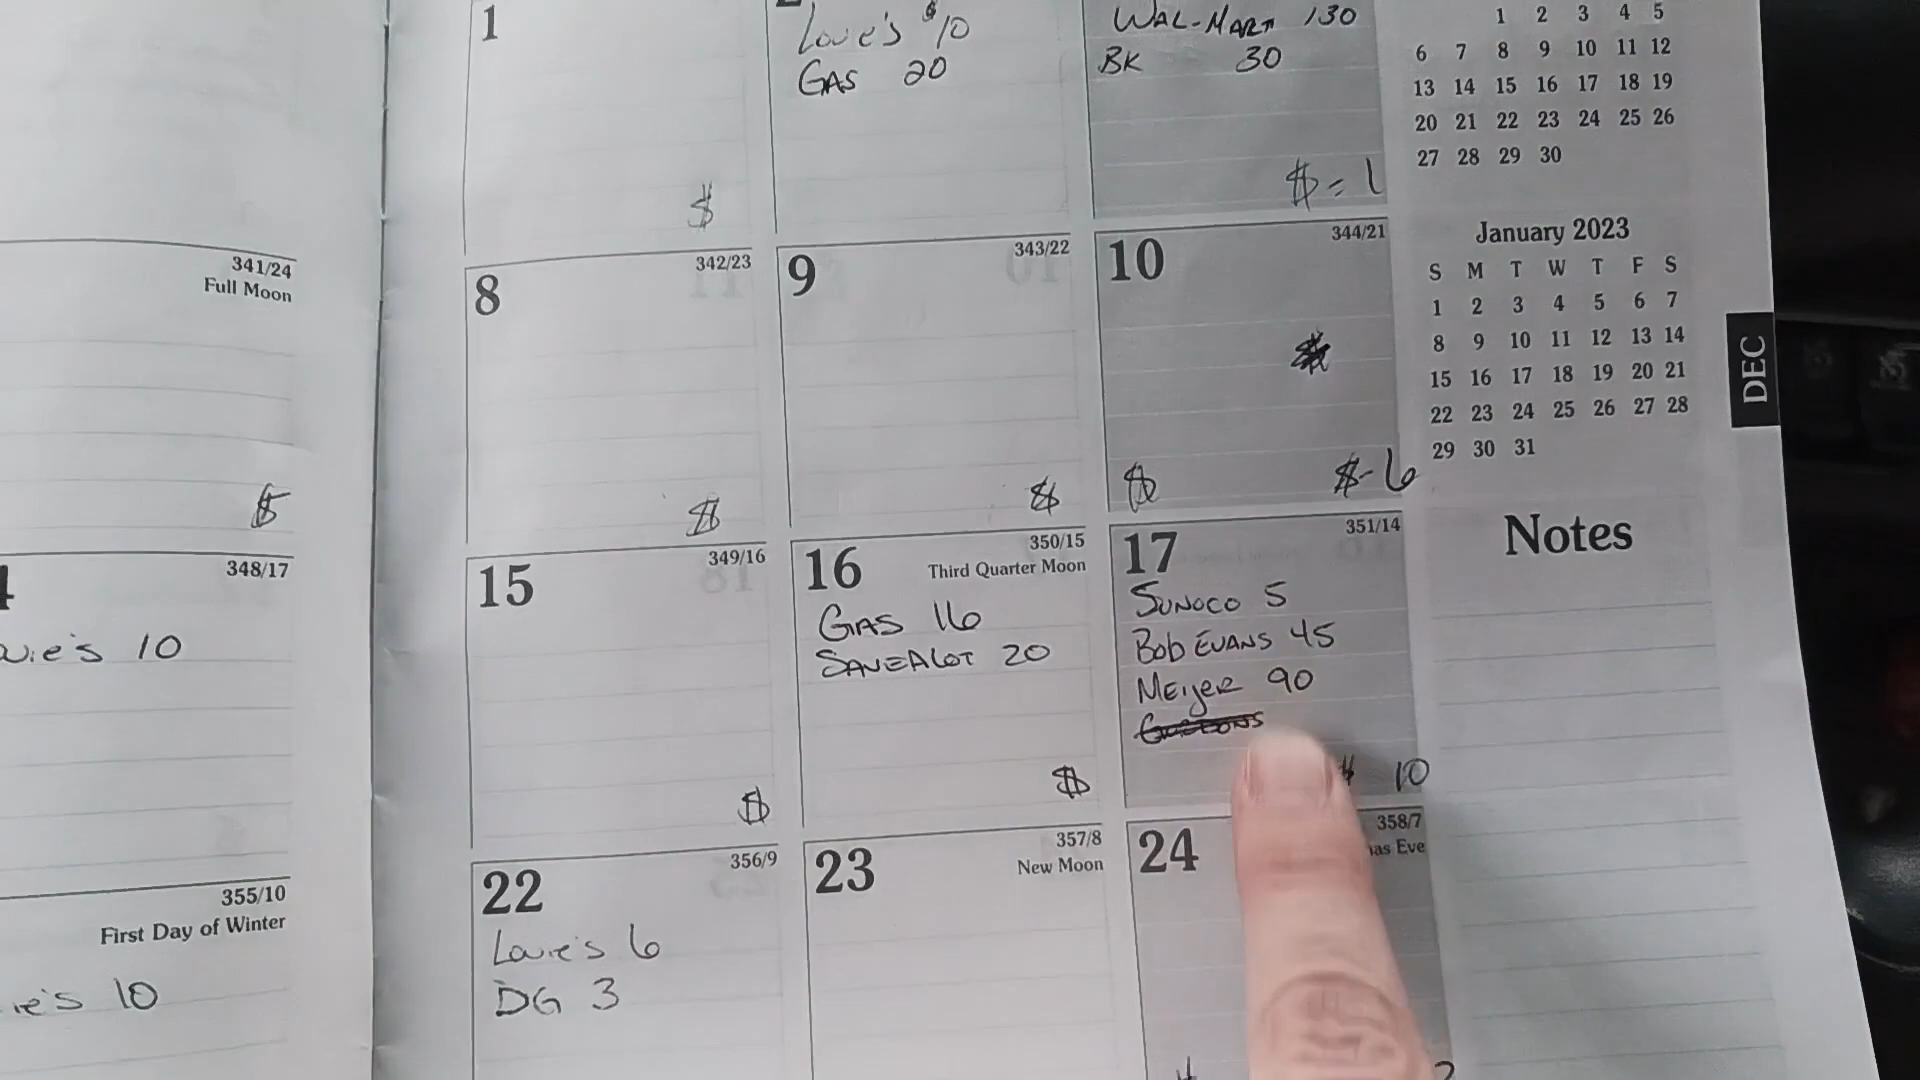 1
Louie's $10
GAS 20
WAL-MART 130
BK 30
$
$ = 1
1 2 3 4 5
6 7 8 9 10 11 12
13 14 15 16 17 18 19
20 21 22 23 24 25 26
27 28 29 30
341/24
Full Moon
$
8 342/23
$
9 343/22
$
10 344/21
$ $-6
January 2023
S M T W T F S
1 2 3 4 5 6 7
8 9 10 11 12 13 14
15 16 17 18 19 20 21
22 23 24 25 26 27 28
29 30 31
DEC
348/17
10
15 349/16
$
16 350/15
Third Quarter Moon
GAS 16
SAVEALOT 20
$
17 351/14
SUNOCO 5
Bob EVANS 45
MEIJER 90
$ 10
Notes
355/10
First Day of Winter
10
22 356/9
Louie's 6
DG 3
23 357/8
New Moon
24 358/7
Eve